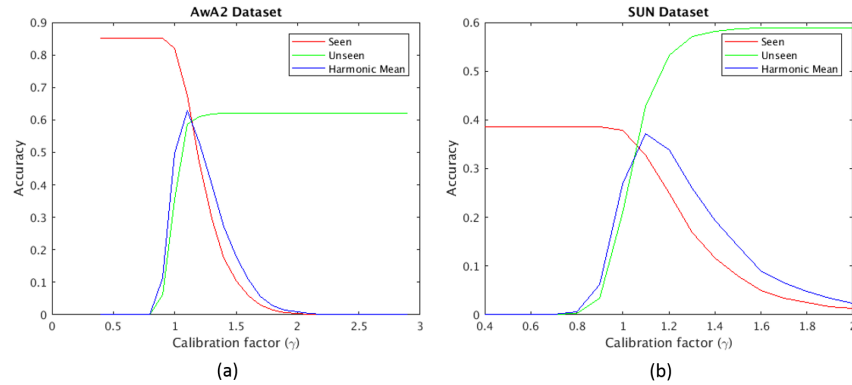 AwA2 Dataset
0.9
0.8
0.7
0.6
0.5
0.4
0.3
0.2
0.1
0
Accuracy
Seen
Unseen
Harmonic Mean
0 0.5 1 1.5 2 2.5 3
Calibration factor (γ)
(a)
SUN Dataset
0.6
0.5
0.4
0.3
0.2
0.1
0
Accuracy
Seen
Unseen
Harmonic Mean
0.4 0.6 0.8 1 1.2 1.4 1.6 1.8 2
Calibration factor (γ)
(b)